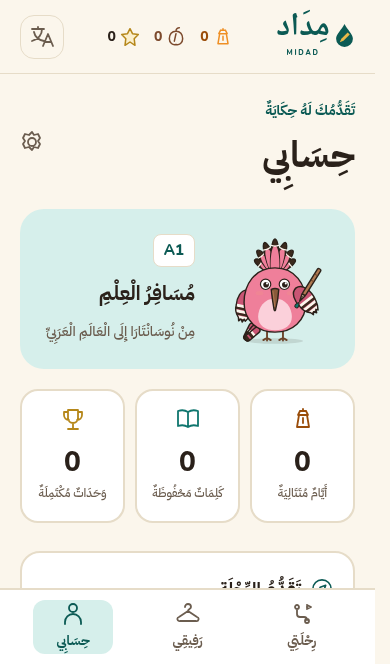 مِدَاد
MIDAD
0
0
0
تَقَدُّمُكَ لَهُ حِكَايَةٌ
حِسَابِي
A1
مُسَافِرُ الْعِلْمِ
مِنْ نُوسَانْتَارَا إِلَى الْعَالَمِ الْعَرَبِيِّ
0
أَيَّامٌ مُتَتَالِيَةٌ
0
كَلِمَاتٌ مَحْفُوظَةٌ
0
وَحَدَاتٌ مُكْتَمِلَةٌ
تَقَدُّمُ الرِّحْلَةِ
رِحْلَتِي
رَفِيقِي
حِسَابِي